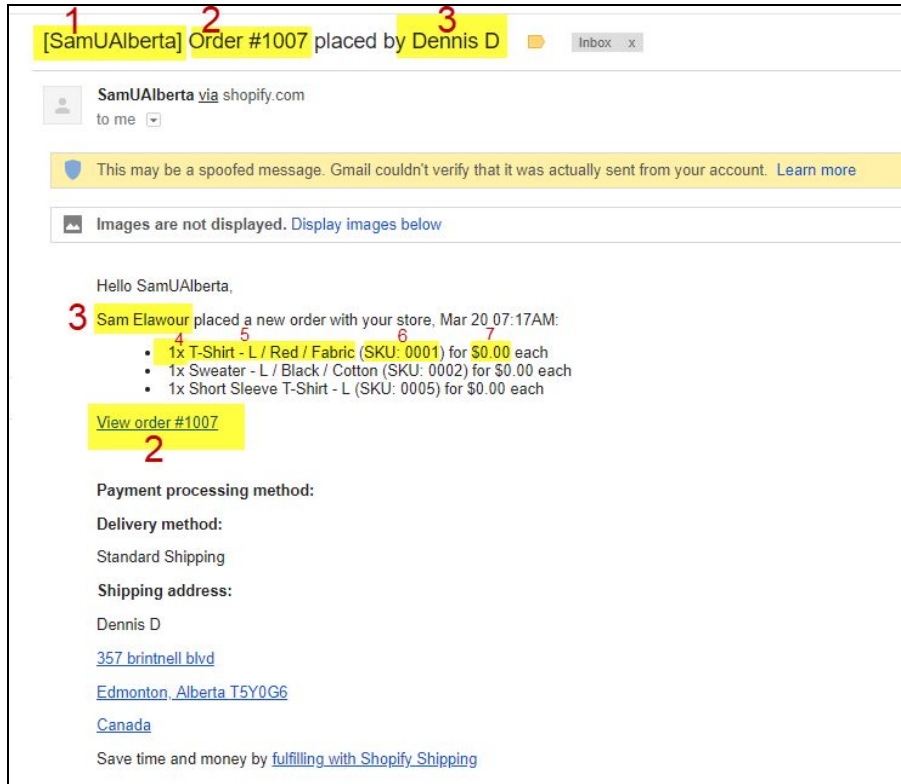 1 2 3
[SamUAlberta] Order #1007 placed by Dennis D Inbox x
SamUAlberta via shopify.com
to me
This may be a spoofed message. Gmail couldn't verify that it was actually sent from your account. Learn more
Images are not displayed. Display images below
Hello SamUAlberta,
3 Sam Elawour placed a new order with your store, Mar 20 07:17AM:
4 5 6 7
• 1x T-Shirt - L / Red / Fabric (SKU: 0001) for $0.00 each
• 1x Sweater - L / Black / Cotton (SKU: 0002) for $0.00 each
• 1x Short Sleeve T-Shirt - L (SKU: 0005) for $0.00 each
View order #1007
2
Payment processing method:
Delivery method:
Standard Shipping
Shipping address:
Dennis D
357 brintnell blvd
Edmonton, Alberta T5Y0G6
Canada
Save time and money by fulfilling with Shopify Shipping